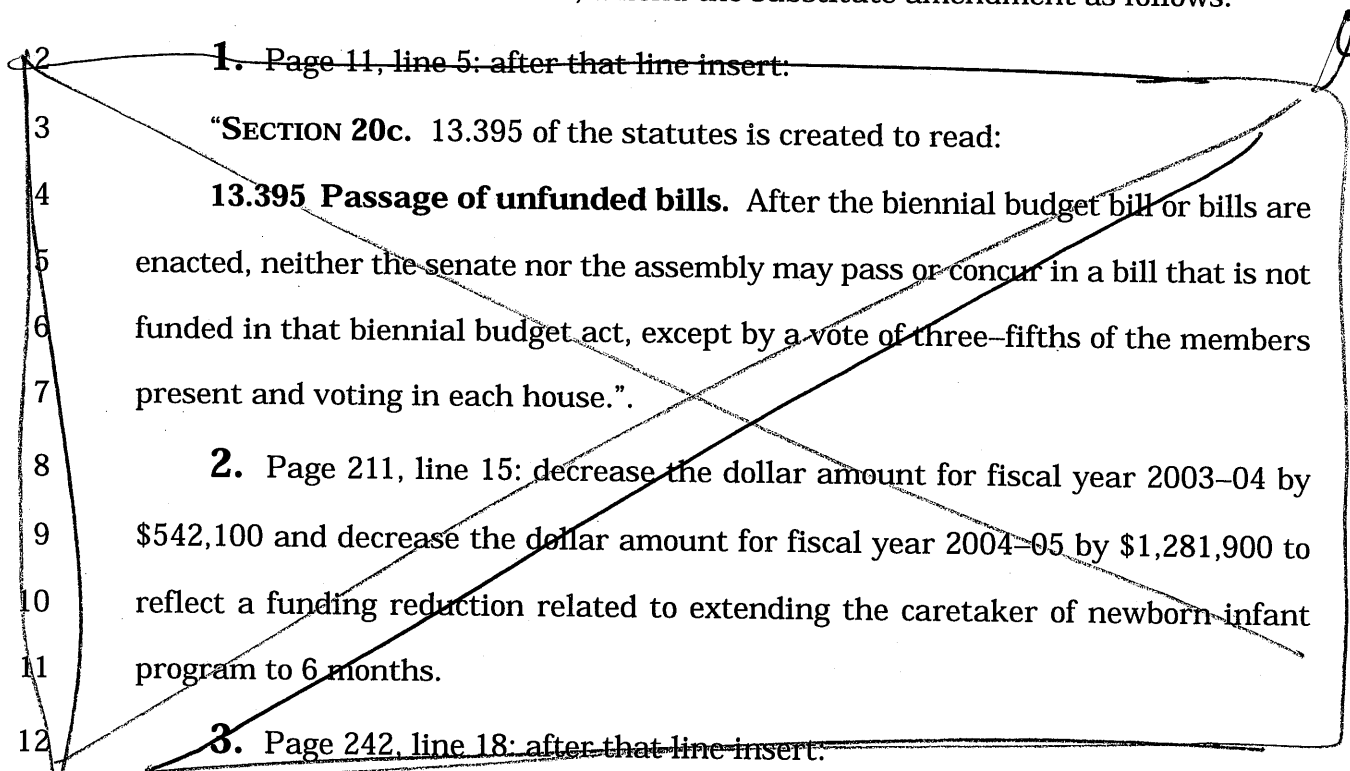 the substitute amendment as follows:
2 1. Page 11, line 5: after that line insert:
3 “SECTION 20c. 13.395 of the statutes is created to read:
4 13.395 Passage of unfunded bills. After the biennial budget bill or bills are
5 enacted, neither the senate nor the assembly may pass or concur in a bill that is not
6 funded in that biennial budget act, except by a vote of three–fifths of the members
7 present and voting in each house.”.
8 2. Page 211, line 15: decrease the dollar amount for fiscal year 2003–04 by
9 $542,100 and decrease the dollar amount for fiscal year 2004–05 by $1,281,900 to
10 reflect a funding reduction related to extending the caretaker of newborn infant
11 program to 6 months.
12 3. Page 242, line 18: after that line insert: